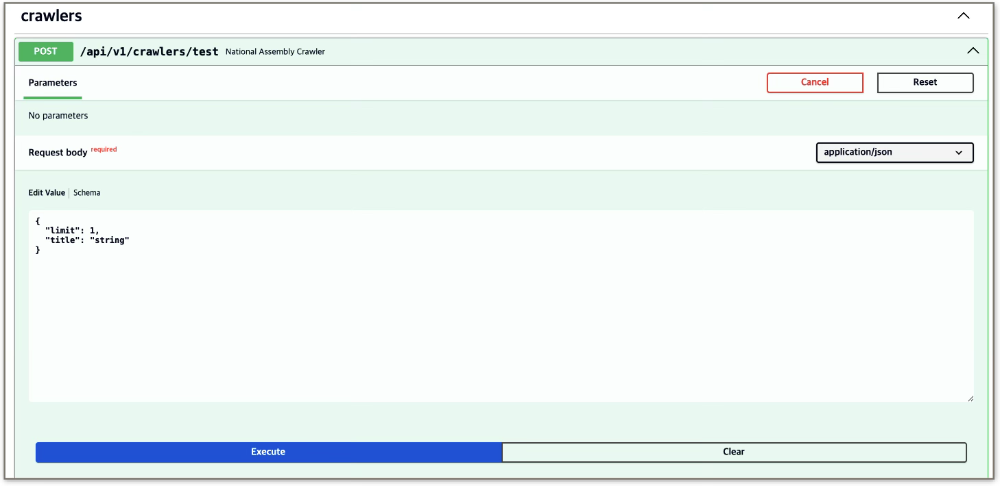 crawlers
POST /api/v1/crawlers/test National Assembly Crawler
Parameters Cancel Reset
No parameters
Request body required application/json
Edit Value | Schema
{
  "limit": 1,
  "title": "string"
}
Execute Clear